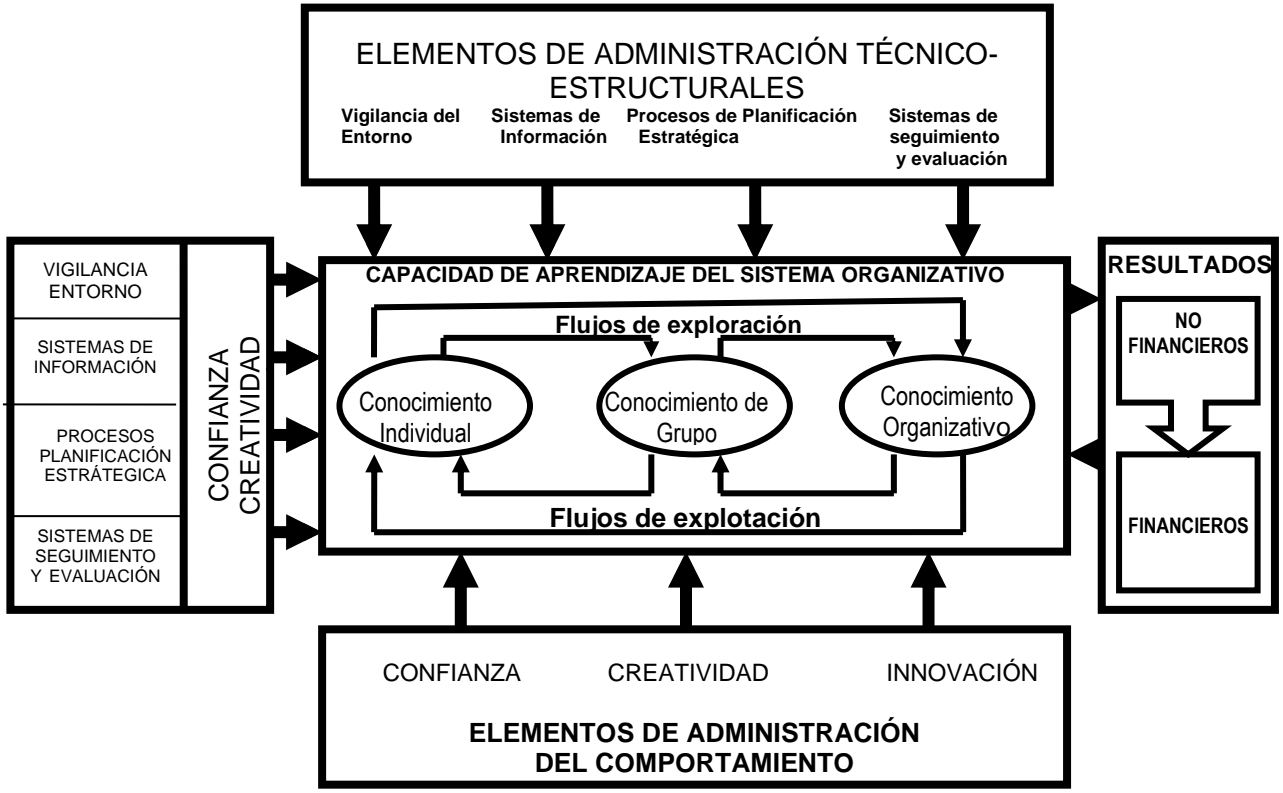 ELEMENTOS DE ADMINISTRACIÓN TÉCNICO-
ESTRUCTURALES
Vigilancia del
Entorno
Sistemas de
Información
Procesos de Planificación
Estratégica
Sistemas de
seguimiento
y evaluación
VIGILANCIA
ENTORNO
SISTEMAS DE
INFORMACIÓN
PROCESOS
PLANIFICACIÓN
ESTRÁTEGICA
SISTEMAS DE
SEGUIMIENTO
Y EVALUACIÓN
CONFIANZA
CREATIVIDAD
CAPACIDAD DE APRENDIZAJE DEL SISTEMA ORGANIZATIVO
Flujos de exploración
Conocimiento
Individual
Conocimiento de
Grupo
Conocimiento
Organizativo
Flujos de explotación
RESULTADOS
NO
FINANCIEROS
FINANCIEROS
CONFIANZA
CREATIVIDAD
INNOVACIÓN
ELEMENTOS DE ADMINISTRACIÓN
DEL COMPORTAMIENTO